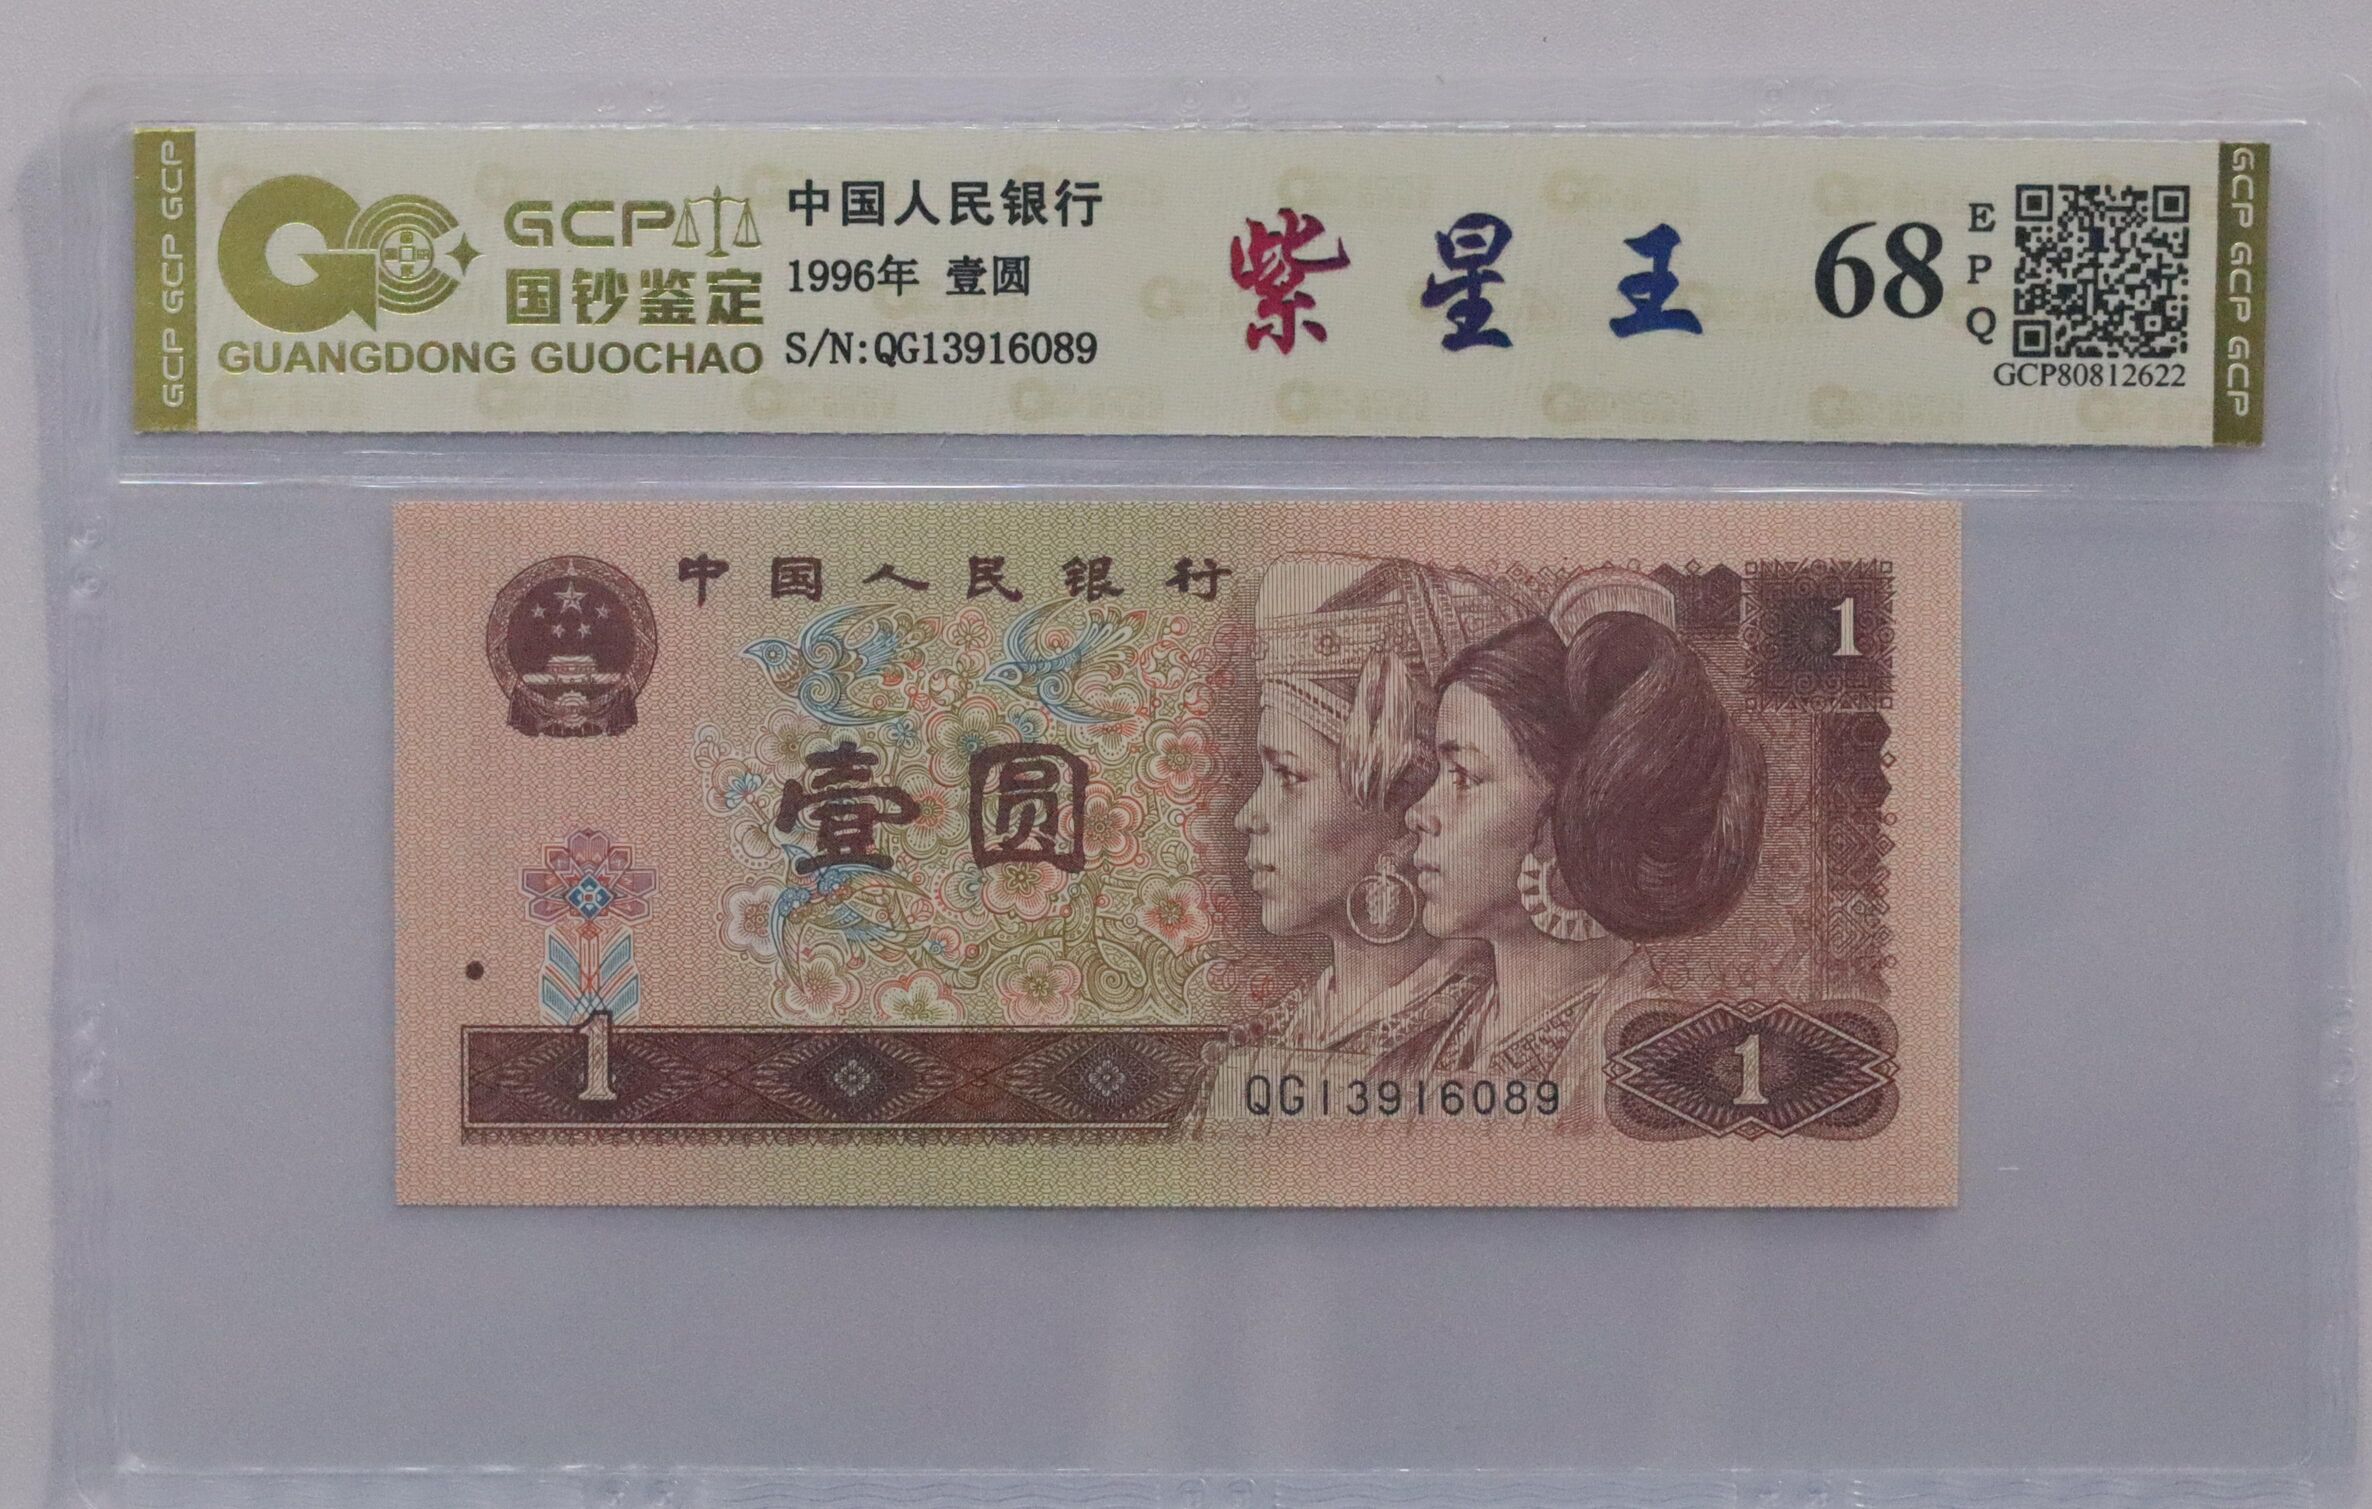 GCP GCP GCP
GCP
国钞鉴定
GUANGDONG GUOCHAO
中国人民银行
1996年 壹圆
S/N:QG13916089
紫星王
68
EPQ
GCP80812622
GCP GCP GCP
中国人民银行
1
壹圆
1
QG13916089
1